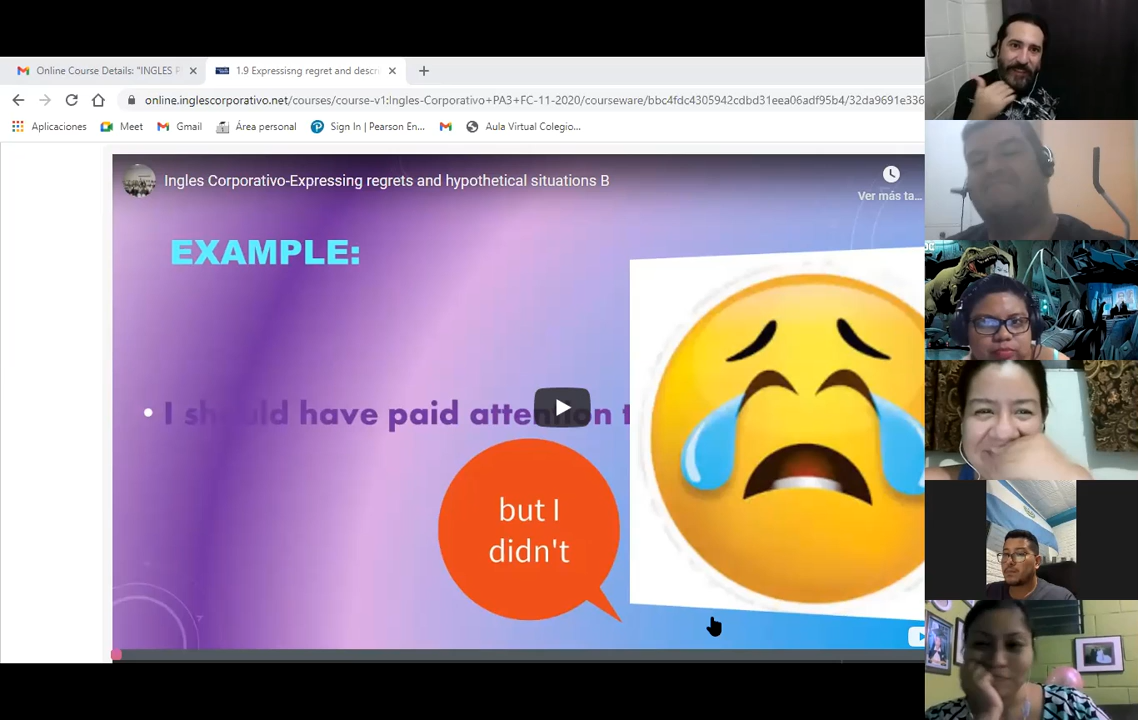 Online Course Details: "INGLES P
1.9 Expressisng regret and descr
online.inglescorporativo.net/courses/course-v1:Ingles-Corporativo+PA3+FC-11-2020/courseware/bbc4fdc4305942cdbd31eea06adf95b4/32da9691e336
Aplicaciones
Meet
Gmail
Área personal
Sign In | Pearson En...
Aula Virtual Colegio...
Ingles Corporativo-Expressing regrets and hypothetical situations B
Ver más ta...
EXAMPLE:
• I should have paid attention t
but I
didn't